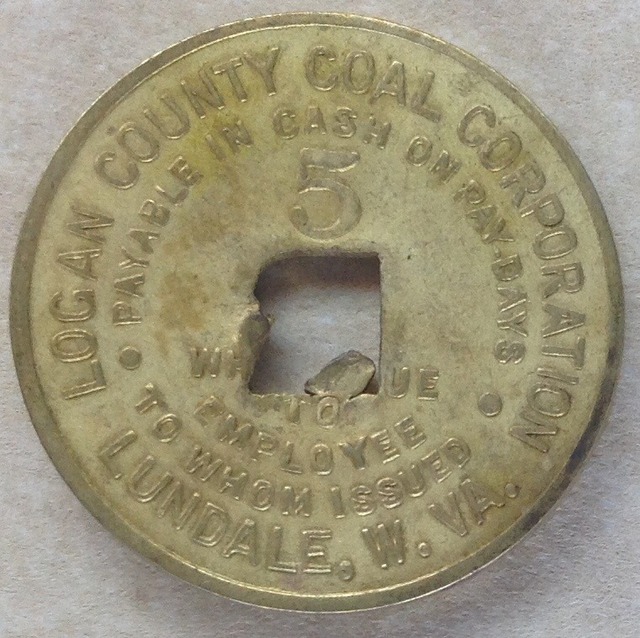 LOGAN COUNTY COAL CORPORATION
• PAYABLE IN CASH ON PAY-DAYS •
5
TO
EMPLOYEE
TO WHOM ISSUED
LUNDALE, W. VA.